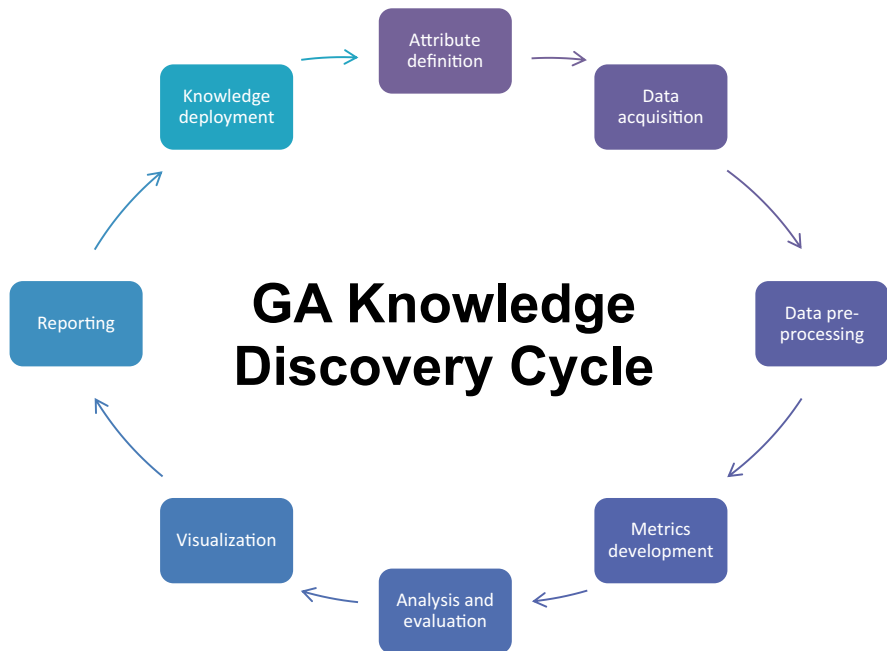 Attribute
definition
Data
acquisition
Data pre-
processing
Metrics
development
Analysis and
evaluation
Visualization
Reporting
Knowledge
deployment
GA Knowledge
Discovery Cycle